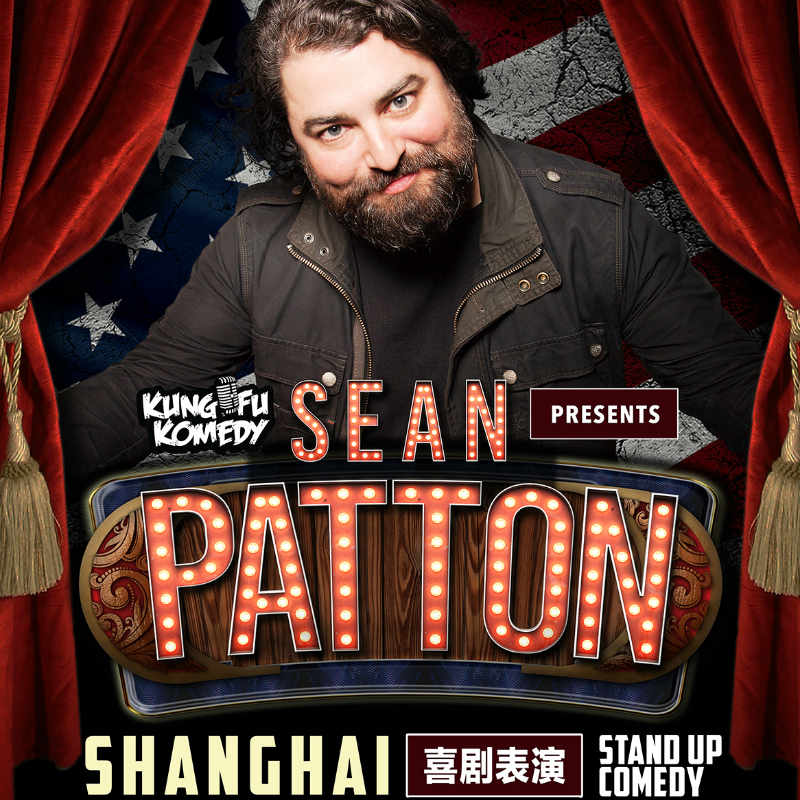 KUNG FU
KOMEDY
SEAN
PRESENTS
PATTON
SHANGHAI
喜剧表演
STAND UP
COMEDY